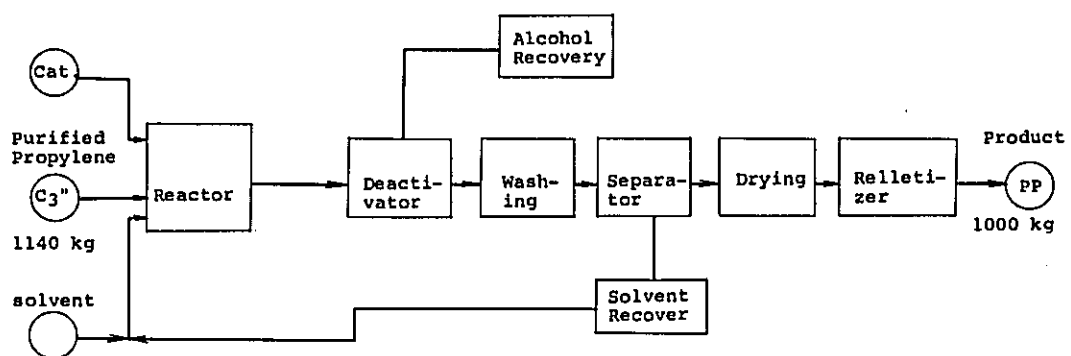 Alcohol
Recovery
Cat
Purified
Propylene
C3"
1140 kg
Reactor
Deacti-
vator
Wash-
ing
Separa-
tor
Drying
Relleti-
zer
Product
PP
1000 kg
solvent
Solvent
Recover